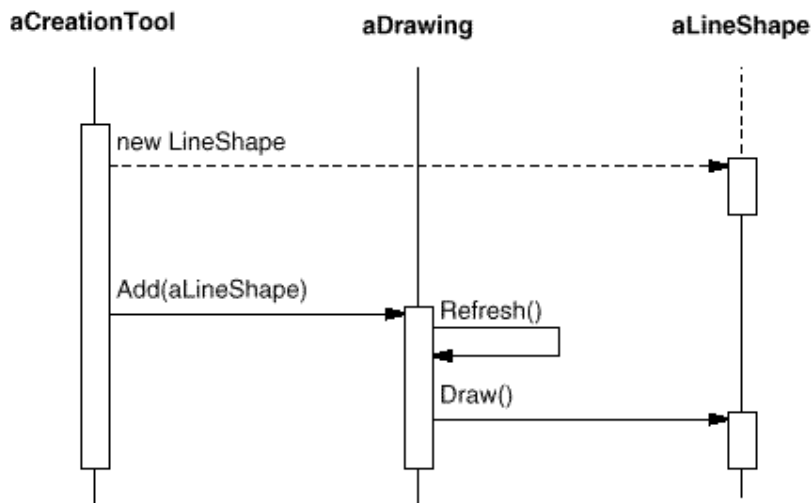 aCreationTool
aDrawing
aLineShape
new LineShape
Add(aLineShape)
Refresh()
Draw()